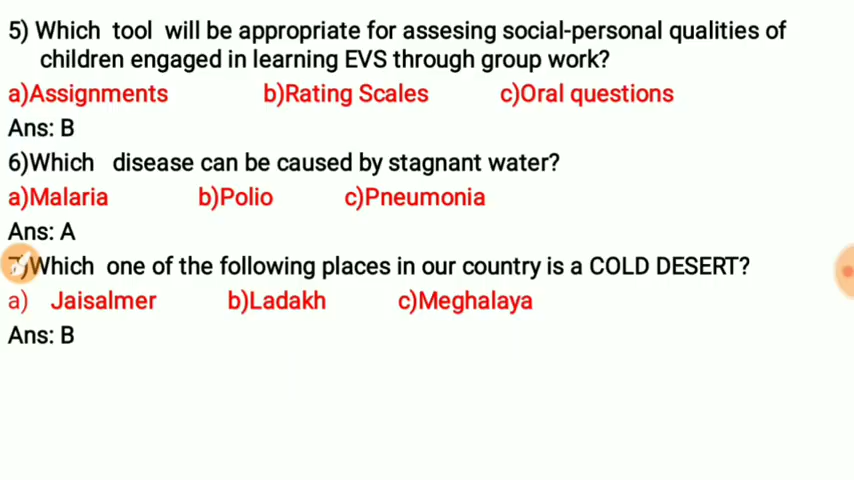 5) Which tool will be appropriate for assesing social-personal qualities of
children engaged in learning EVS through group work?
a)Assignments b)Rating Scales c)Oral questions
Ans: B
6)Which disease can be caused by stagnant water?
a)Malaria b)Polio c)Pneumonia
Ans: A
7)Which one of the following places in our country is a COLD DESERT?
a) Jaisalmer b)Ladakh c)Meghalaya
Ans: B